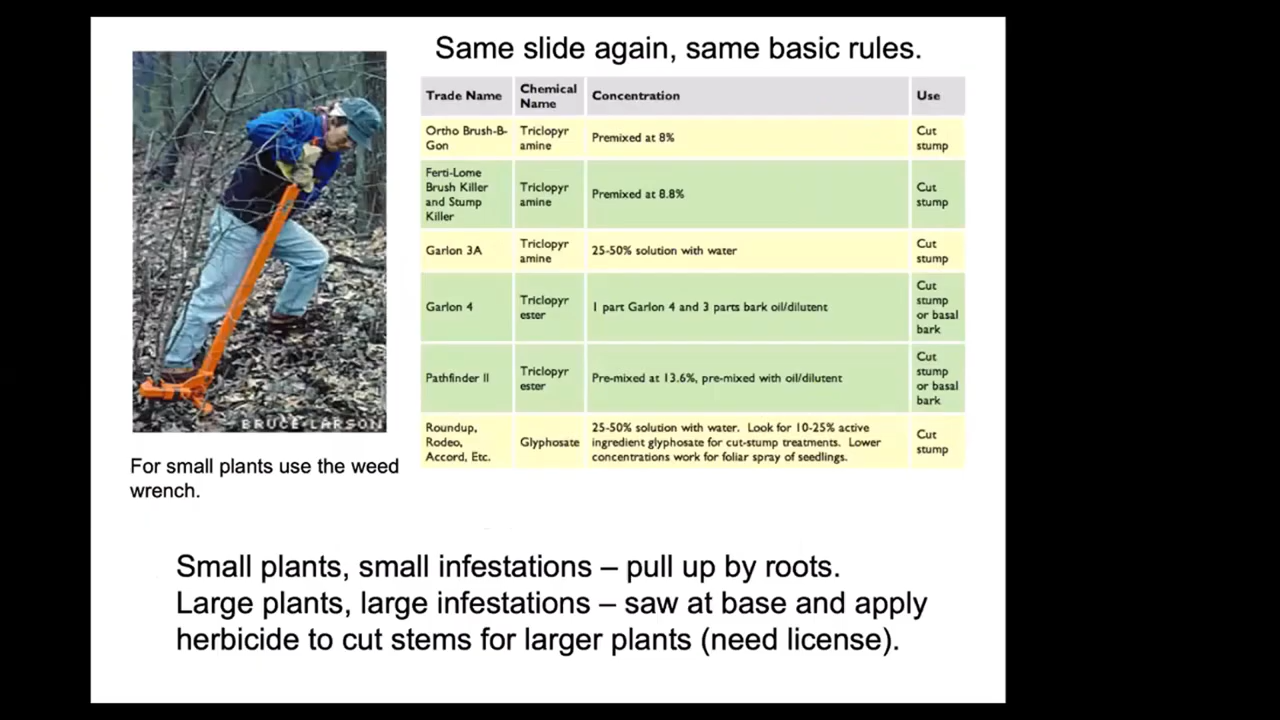 Same slide again, same basic rules.
Trade Name
Chemical
Name
Concentration
Use
Ortho Brush-B-
Gon
Triclopyr
amine
Premixed at 8%
Cut
stump
Ferti-Lome
Brush Killer
and Stump
Killer
Triclopyr
amine
Premixed at 8.8%
Cut
stump
Garlon 3A
Triclopyr
amine
25-50% solution with water
Cut
stump
Garlon 4
Triclopyr
ester
1 part Garlon 4 and 3 parts bark oil/dilutent
Cut
stump
or basal
bark
Pathfinder II
Triclopyr
ester
Pre-mixed at 13.6%, pre-mixed with oil/dilutent
Cut
stump
or basal
bark
Roundup,
Rodeo,
Accord, Etc.
Glyphosate
25-50% solution with water. Look for 10-25% active
ingredient glyphosate for cut-stump treatments. Lower
concentrations work for foliar spray of seedlings.
Cut
stump
BRUCE LARSON
For small plants use the weed
wrench.
Small plants, small infestations – pull up by roots.
Large plants, large infestations – saw at base and apply
herbicide to cut stems for larger plants (need license).